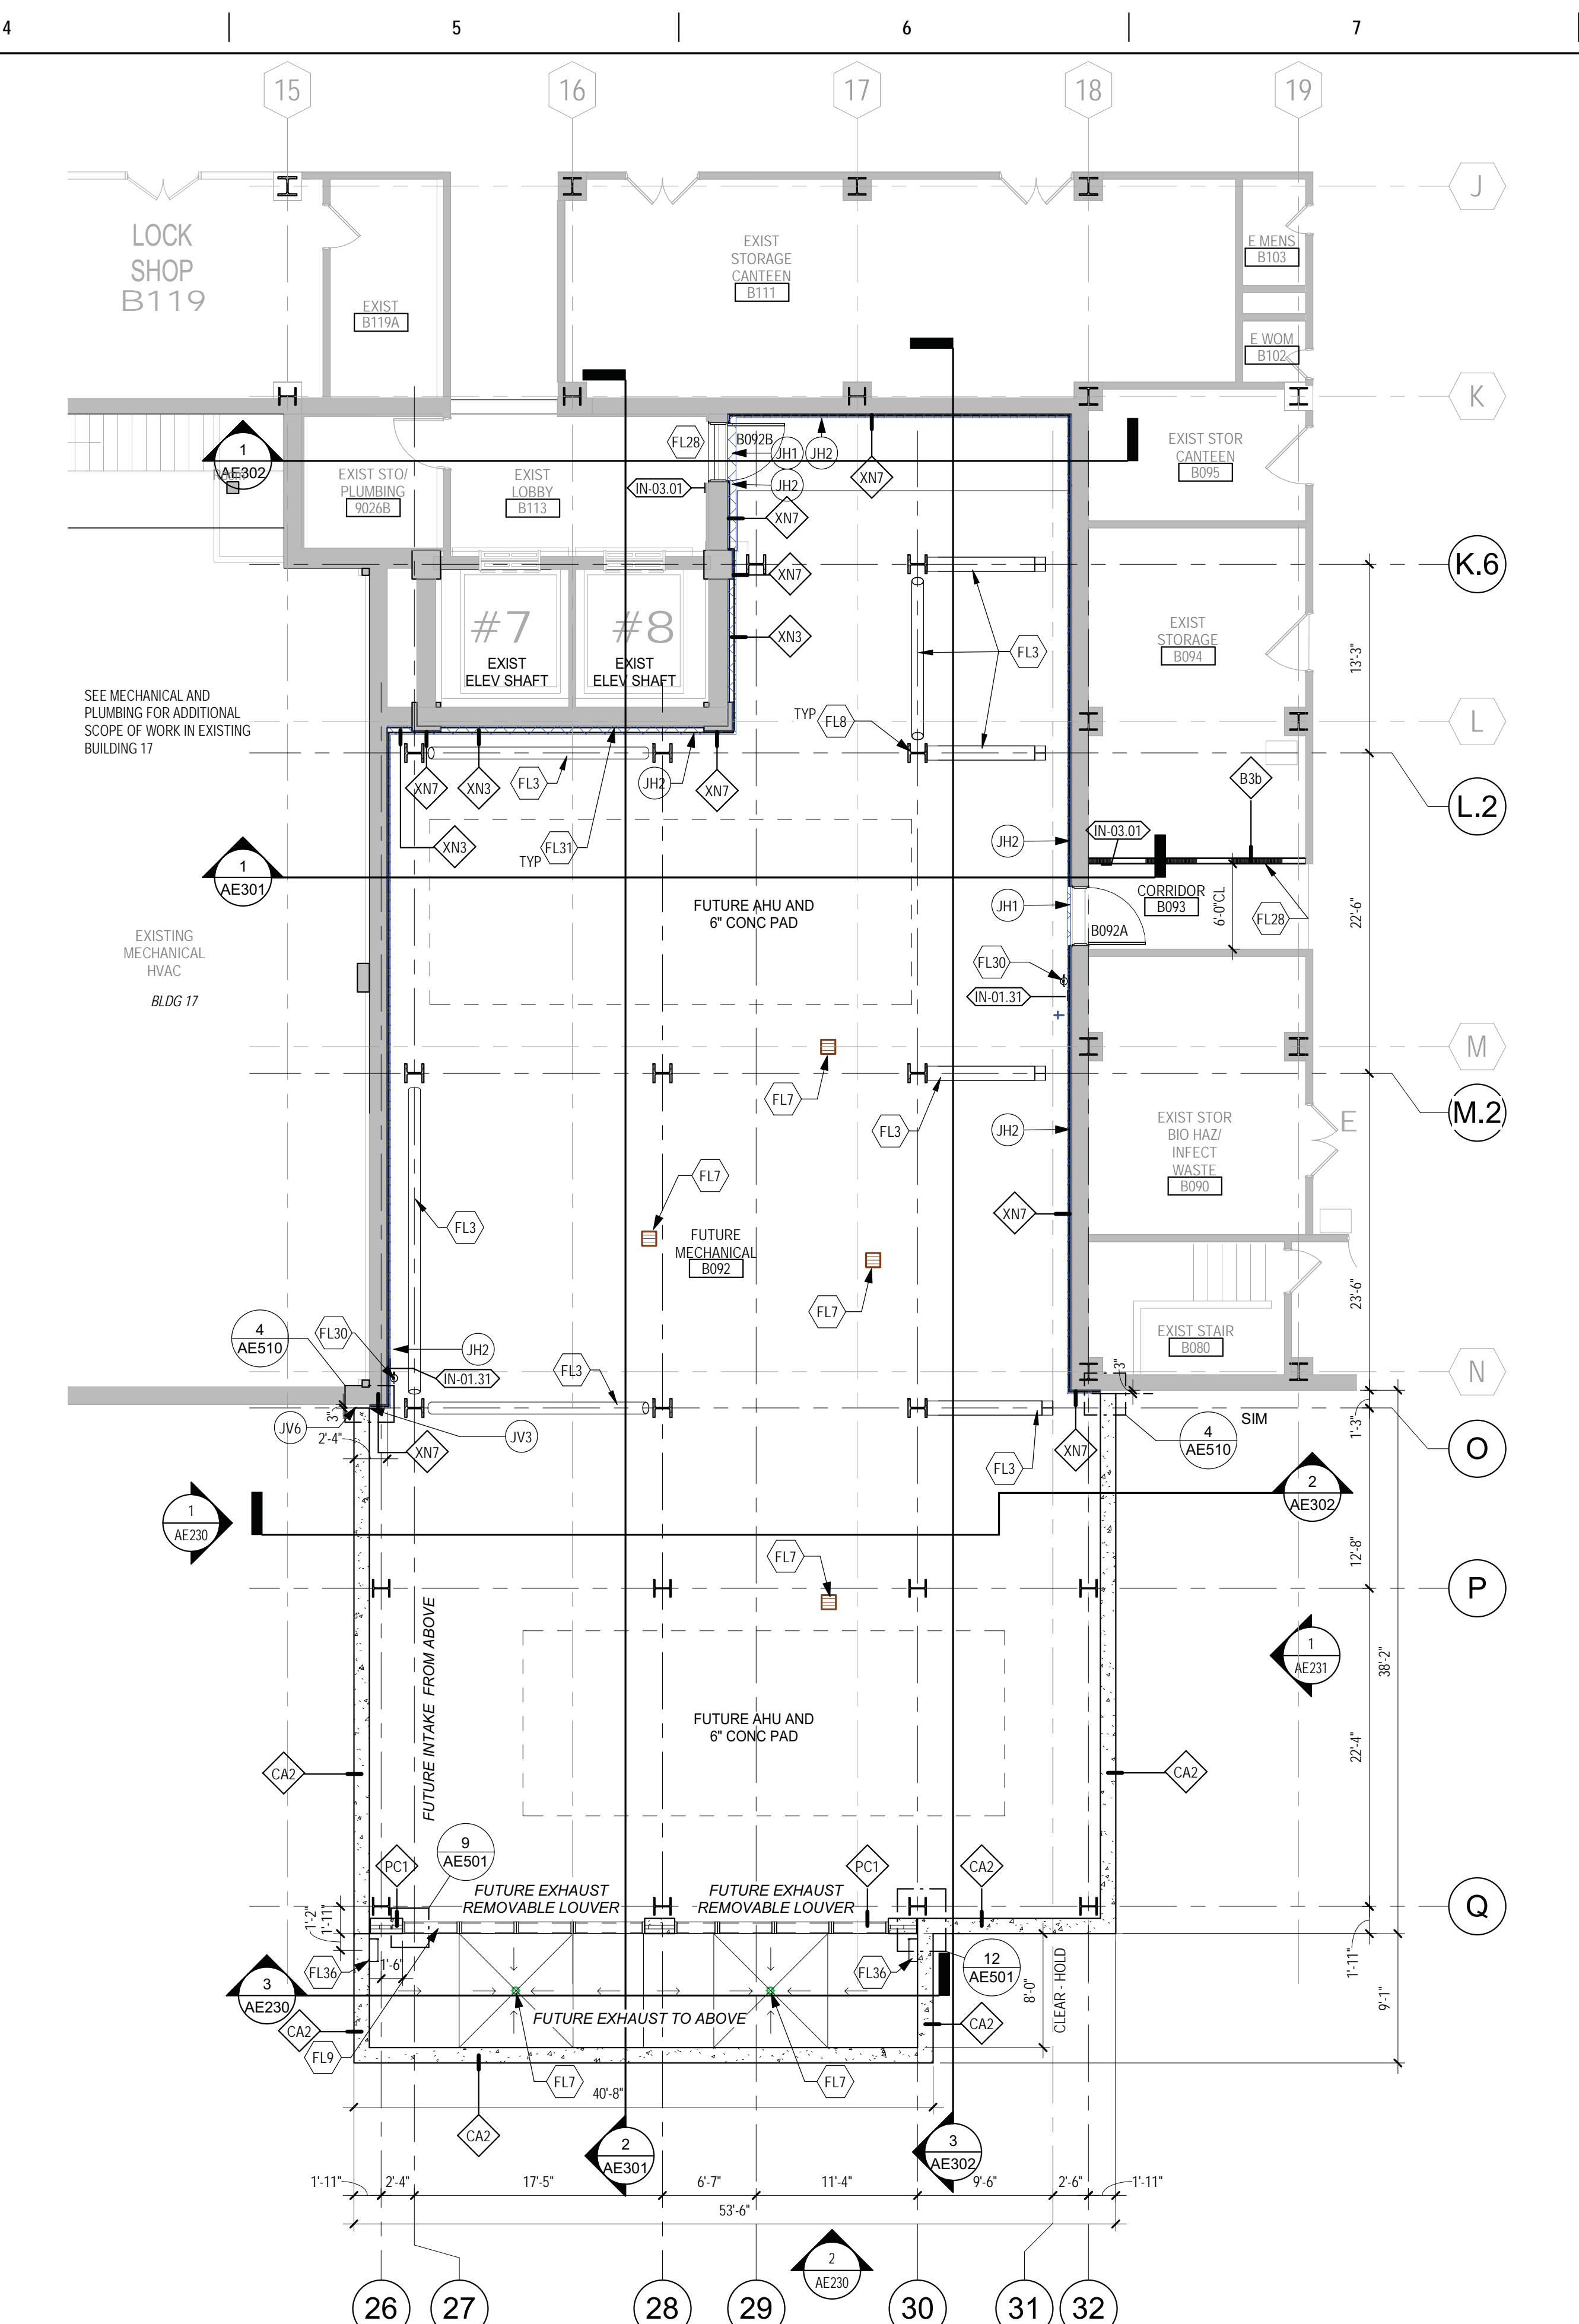 4
5
6
7
15
16
17
18
19
J
LOCK
SHOP
B119
EXIST
B119A
EXIST
STORAGE
CANTEEN
B111
E MENS
B103
E WOM
B102
K
1
AE302
EXIST STO/
PLUMBING
9026B
EXIST
LOBBY
B113
FL28
B092B
JH1
JH2
JH2
IN-03.01
XN7
XN7
XN7
XN3
EXIST STOR
CANTEEN
B095
K.6
#7
EXIST
ELEV SHAFT
#8
EXIST
ELEV SHAFT
FL3
EXIST
STORAGE
B094
13'-3"
SEE MECHANICAL AND
PLUMBING FOR ADDITIONAL
SCOPE OF WORK IN EXISTING
BUILDING 17
TYP
FL8
L
XN7
XN3
FL3
JH2
XN7
B3b
L.2
XN3
TYP
FL31
JH2
IN-03.01
1
AE301
FUTURE AHU AND
6" CONC PAD
JH1
CORRIDOR
B093
6'-0"CL
FL28
22'-6"
B092A
EXISTING
MECHANICAL
HVAC
BLDG 17
FL30
IN-01.31
M
FL7
FL3
JH2
M.2
EXIST STOR
BIO HAZ/
INFECT
WASTE
B090
E
FL7
FL3
XN7
FUTURE
MECHANICAL
B092
FL7
23'-6"
4
AE510
FL30
JH2
IN-01.31
FL3
EXIST STAIR
B080
3"
N
JV6
3"
2'-4"
XN7
JV3
FL3
XN7
SIM
4
AE510
1'-3"
O
1
AE230
2
AE302
12'-8"
FL7
P
FUTURE INTAKE FROM ABOVE
1
AE231
38'-2"
FUTURE AHU AND
6" CONC PAD
22'-4"
CA2
CA2
9
AE501
PC1
PC1
CA2
FUTURE EXHAUST
REMOVABLE LOUVER
FUTURE EXHAUST
REMOVABLE LOUVER
Q
1'-2"
1'-11"
1'-11"
FL36
1'-6"
FL36
12
AE501
8'-0"
CLEAR - HOLD
3
AE230
9'-1"
FUTURE EXHAUST TO ABOVE
CA2
CA2
FL9
FL7
FL7
40'-8"
CA2
2
AE301
3
AE302
1'-11"
2'-4"
17'-5"
6'-7"
11'-4"
9'-6"
2'-6"
1'-11"
53'-6"
2
AE230
26
27
28
29
30
31
32